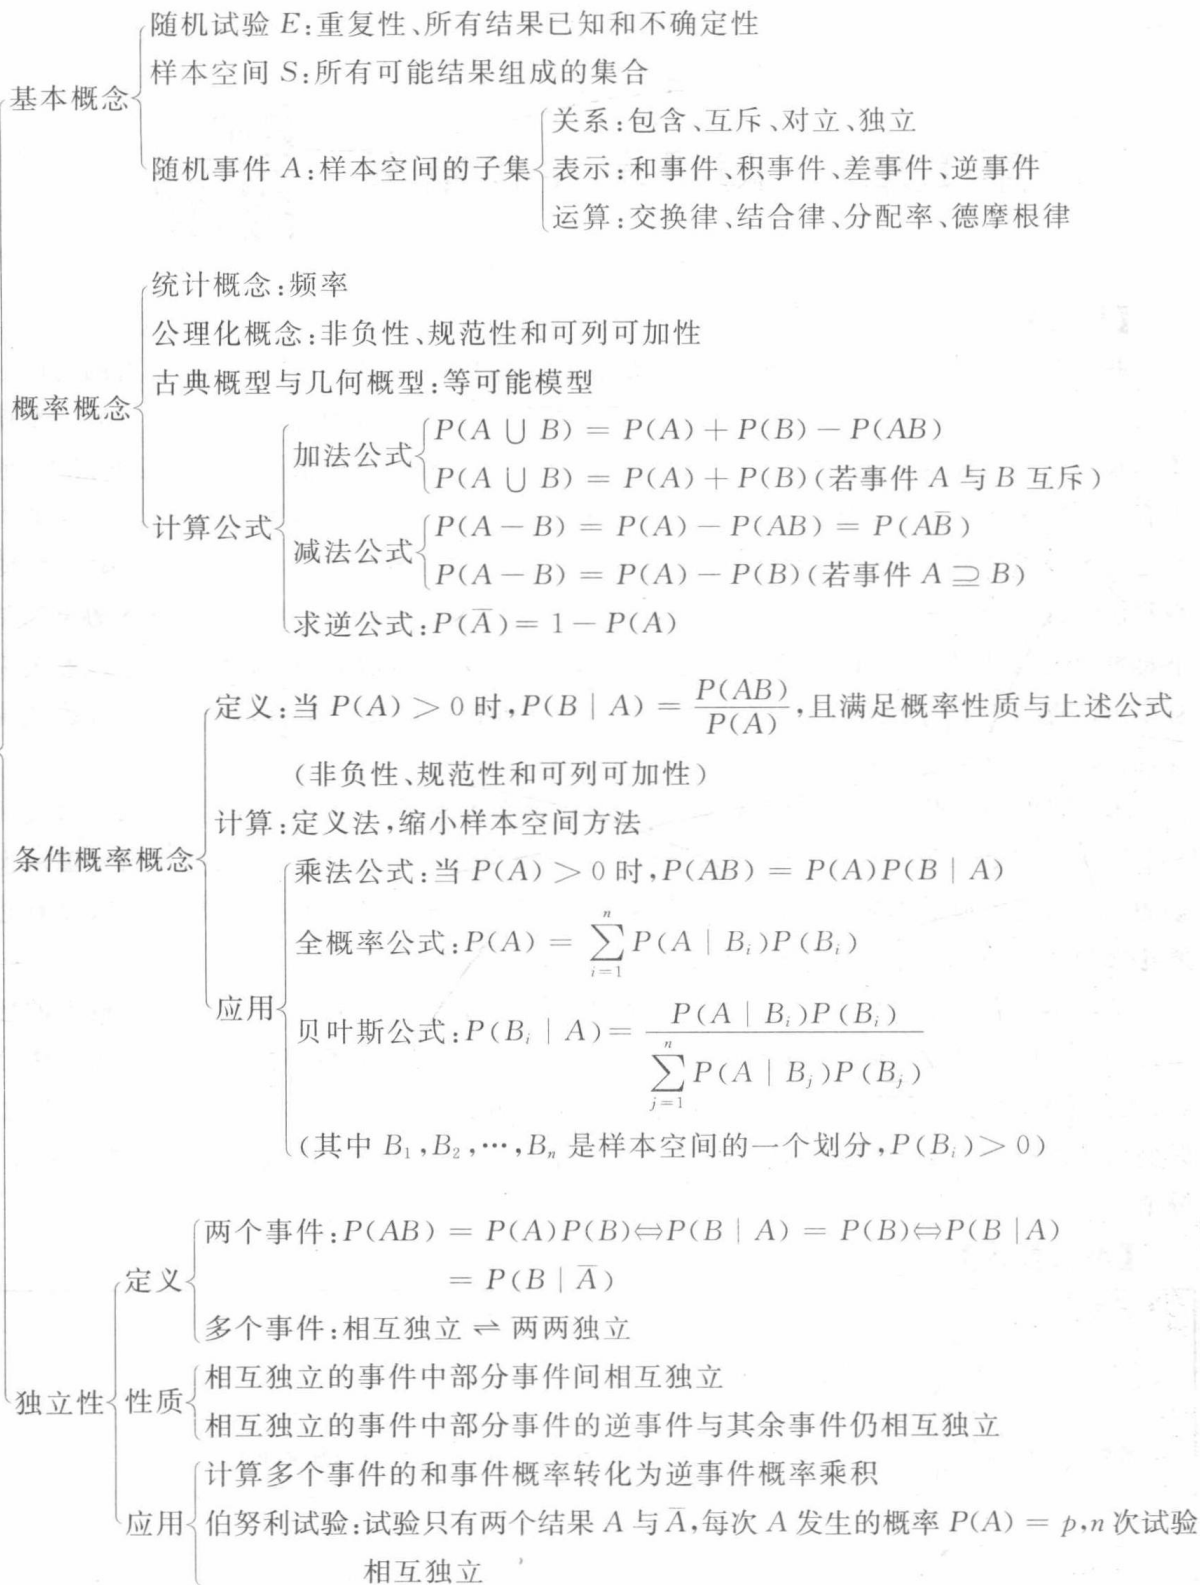 基本概念
随机试验 E:重复性、所有结果已知和不确定性
样本空间 S:所有可能结果组成的集合
随机事件 A:样本空间的子集
关系:包含、互斥、对立、独立
表示:和事件、积事件、差事件、逆事件
运算:交换律、结合律、分配率、德摩根律
概率概念
统计概念:频率
公理化概念:非负性、规范性和可列可加性
古典概型与几何概型:等可能模型
计算公式
加法公式
P(A ∪ B) = P(A) + P(B) − P(AB)
P(A ∪ B) = P(A) + P(B)(若事件 A 与 B 互斥)
减法公式
P(A − B) = P(A) − P(AB) = P(AB̅)
P(A − B) = P(A) − P(B)(若事件 A ⊇ B)
求逆公式:P(A̅) = 1 − P(A)
条件概率概念
定义:当 P(A) > 0 时,P(B | A) = P(AB)/P(A),且满足概率性质与上述公式
(非负性、规范性和可列可加性)
计算:定义法,缩小样本空间方法
应用
乘法公式:当 P(A) > 0 时,P(AB) = P(A)P(B | A)
全概率公式:P(A) = ∑_{i=1}^{n} P(A | B_i)P(B_i)
贝叶斯公式:P(B_i | A) = P(A | B_i)P(B_i) / ∑_{j=1}^{n} P(A | B_j)P(B_j)
(其中 B₁,B₂,⋯,Bₙ 是样本空间的一个划分,P(B_i) > 0)
独立性
定义
两个事件:P(AB) = P(A)P(B)⇔P(B | A) = P(B)⇔P(B | A)
= P(B | A̅)
多个事件:相互独立 ⇌ 两两独立
性质
相互独立的事件中部分事件间相互独立
相互独立的事件中部分事件的逆事件与其余事件仍相互独立
应用
计算多个事件的和事件概率转化为逆事件概率乘积
伯努利试验:试验只有两个结果 A 与A̅,每次 A 发生的概率 P(A) = p,n 次试验
相互独立